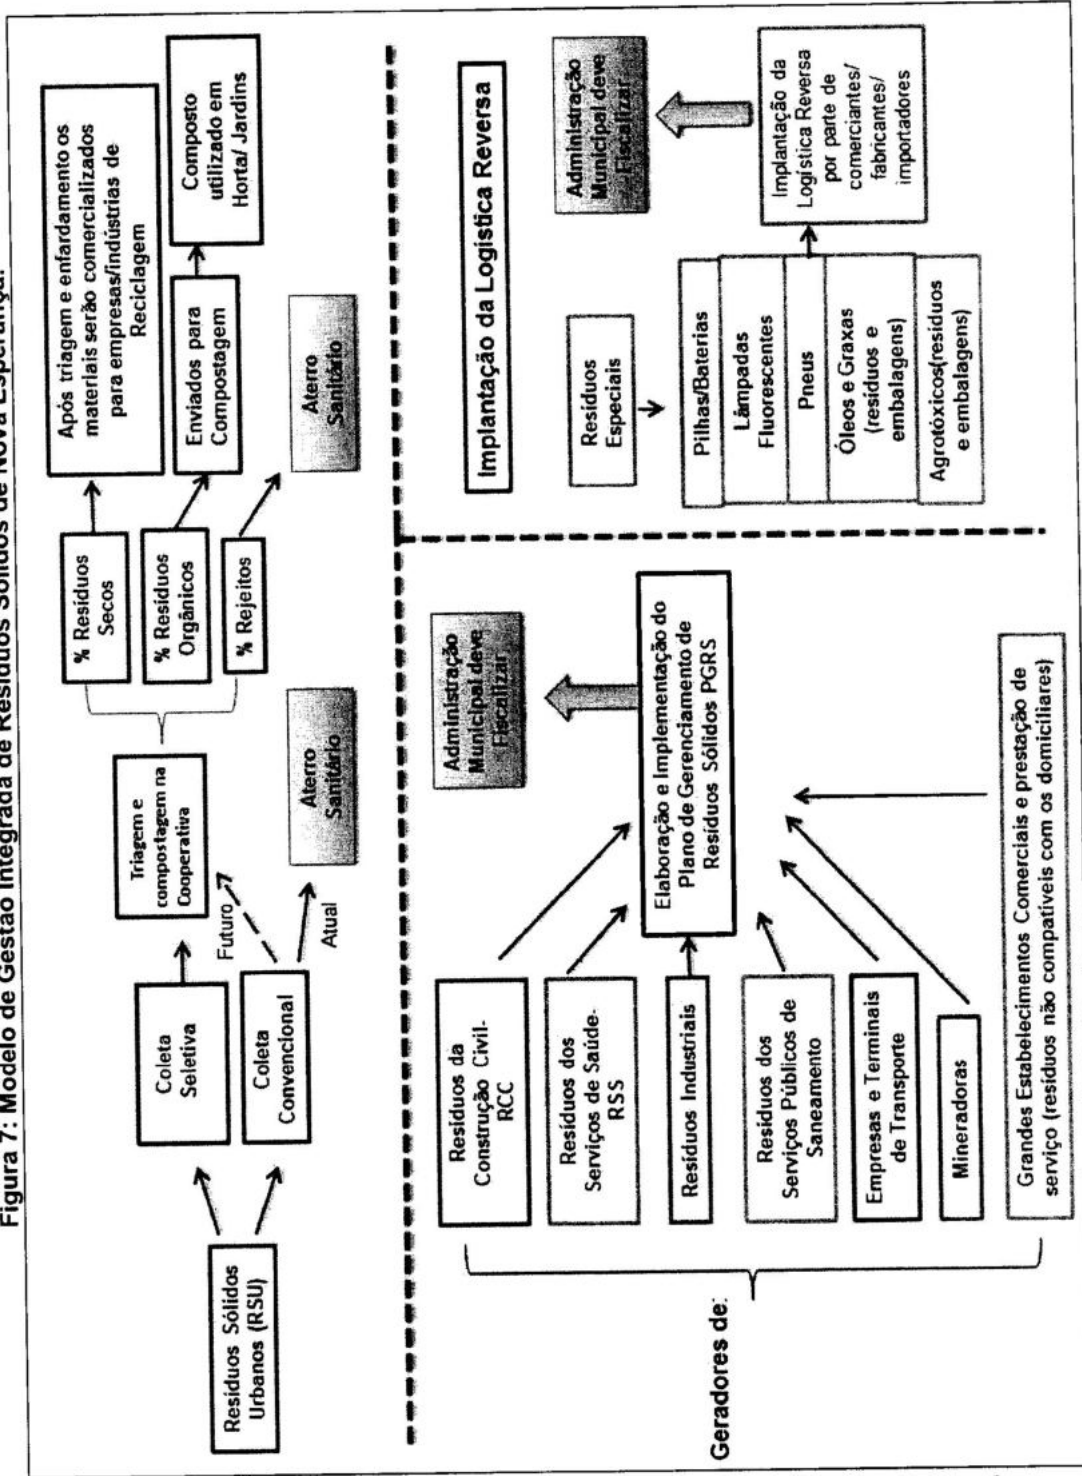 Figura 7: Modelo de Gestão Integrada de Resíduos Sólidos de Nova Esperança.
Resíduos Sólidos
Urbanos (RSU)
Coleta
Seletiva
Coleta
Convencional
Futuro
Atual
Triagem e
compostagem na
Cooperativa
Aterro
Sanitário
% Resíduos
Secos
% Resíduos
Orgânicos
% Rejeitos
Após triagem e enfardamento os
materiais serão comercializados
para empresas/indústrias de
Reciclagem
Enviados para
Compostagem
Composto
utilizado em
Horta/ Jardins
Aterro
Sanitário
Geradores de:
Resíduos da
Construção Civil-
RCC
Resíduos dos
Serviços de Saúde-
RSS
Resíduos Industriais
Resíduos dos
Serviços Públicos de
Saneamento
Empresas e Terminais
de Transporte
Mineradoras
Grandes Estabelecimentos Comerciais e prestação de
serviço (resíduos não compatíveis com os domiciliares)
Elaboração e Implementação do
Plano de Gerenciamento de
Resíduos Sólidos PGRS
Administração
Municipal deve
Fiscalizar
Implantação da Logística Reversa
Resíduos
Especiais
Pilhas/Baterias
Lâmpadas
Fluorescentes
Pneus
Óleos e Graxas
(resíduos e
embalagens)
Agrotóxicos(resíduos
e embalagens)
Implantação da
Logística Reversa
por parte de
comerciantes/
fabricantes/
importadores
Administração
Municipal deve
Fiscalizar